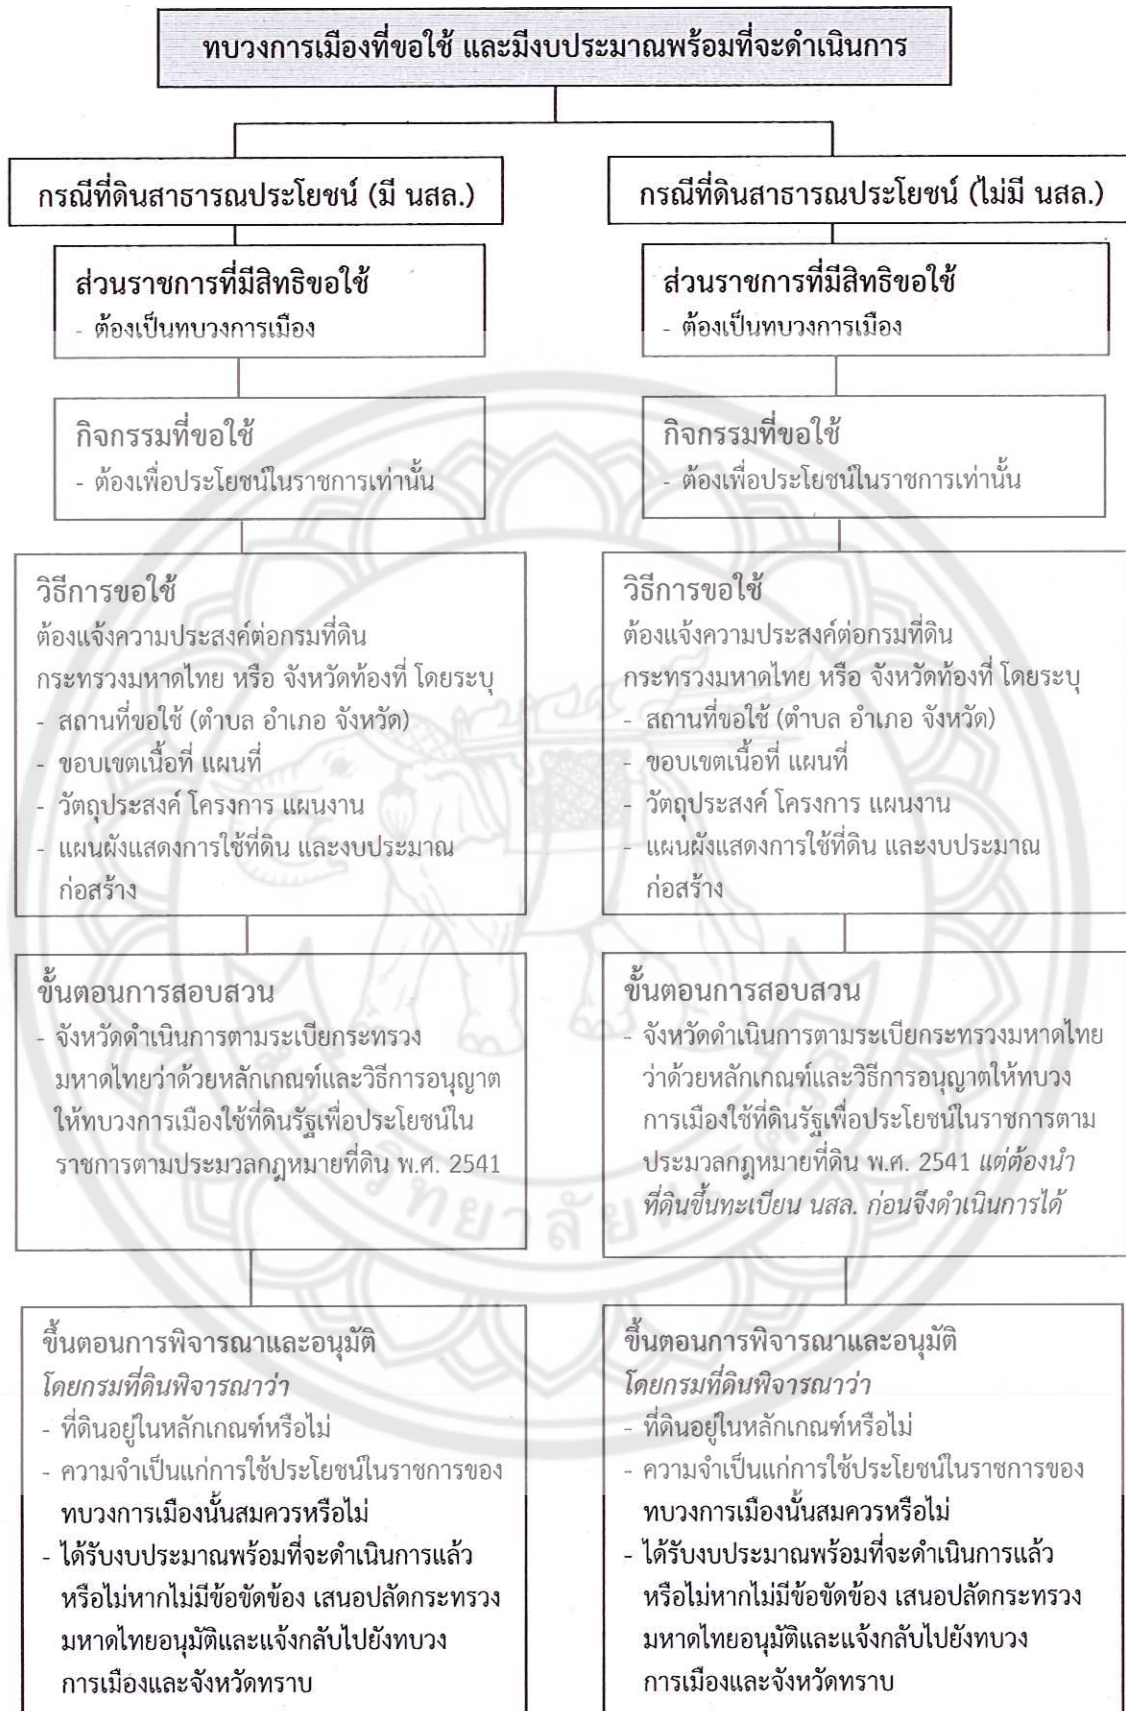 ทบวงการเมืองที่ขอใช้ และมีงบประมาณพร้อมที่จะดำเนินการ
กรณีที่ดินสาธารณประโยชน์ (มี นสล.)
ส่วนราชการที่มีสิทธิขอใช้
- ต้องเป็นทบวงการเมือง
กิจกรรมที่ขอใช้
- ต้องเพื่อประโยชน์ในราชการเท่านั้น
วิธีการขอใช้
ต้องแจ้งความประสงค์ต่อกรมที่ดิน
กระทรวงมหาดไทย หรือ จังหวัดท้องที่ โดยระบุ
- สถานที่ขอใช้ (ตำบล อำเภอ จังหวัด)
- ขอบเขตเนื้อที่ แผนที่
- วัตถุประสงค์ โครงการ แผนงาน
- แผนผังแสดงการใช้ที่ดิน และงบประมาณ
ก่อสร้าง
ขั้นตอนการสอบสวน
- จังหวัดดำเนินการตามระเบียกระทรวง
มหาดไทยว่าด้วยหลักเกณฑ์และวิธีการอนุญาต
ให้ทบวงการเมืองใช้ที่ดินรัฐเพื่อประโยชน์ใน
ราชการตามประมวลกฎหมายที่ดิน พ.ศ. 2541
ขึ้นตอนการพิจารณาและอนุมัติ
โดยกรมที่ดินพิจารณาว่า
- ที่ดินอยู่ในหลักเกณฑ์หรือไม่
- ความจำเป็นแก่การใช้ประโยชน์ในราชการของ
ทบวงการเมืองนั้นสมควรหรือไม่
- ได้รับงบประมาณพร้อมที่จะดำเนินการแล้ว
หรือไม่หากไม่มีข้อขัดข้อง เสนอปลัดกระทรวง
มหาดไทยอนุมัติและแจ้งกลับไปยังทบวง
การเมืองและจังหวัดทราบ
กรณีที่ดินสาธารณประโยชน์ (ไม่มี นสล.)
ส่วนราชการที่มีสิทธิขอใช้
- ต้องเป็นทบวงการเมือง
กิจกรรมที่ขอใช้
- ต้องเพื่อประโยชน์ในราชการเท่านั้น
วิธีการขอใช้
ต้องแจ้งความประสงค์ต่อกรมที่ดิน
กระทรวงมหาดไทย หรือ จังหวัดท้องที่ โดยระบุ
- สถานที่ขอใช้ (ตำบล อำเภอ จังหวัด)
- ขอบเขตเนื้อที่ แผนที่
- วัตถุประสงค์ โครงการ แผนงาน
- แผนผังแสดงการใช้ที่ดิน และงบประมาณ
ก่อสร้าง
ขั้นตอนการสอบสวน
- จังหวัดดำเนินการตามระเบียกระทรวงมหาดไทย
ว่าด้วยหลักเกณฑ์และวิธีการอนุญาตให้ทบวง
การเมืองใช้ที่ดินรัฐเพื่อประโยชน์ในราชการตาม
ประมวลกฎหมายที่ดิน พ.ศ. 2541 แต่ต้องนำ
ที่ดินขึ้นทะเบียน นสล. ก่อนจึงดำเนินการได้
ขึ้นตอนการพิจารณาและอนุมัติ
โดยกรมที่ดินพิจารณาว่า
- ที่ดินอยู่ในหลักเกณฑ์หรือไม่
- ความจำเป็นแก่การใช้ประโยชน์ในราชการของ
ทบวงการเมืองนั้นสมควรหรือไม่
- ได้รับงบประมาณพร้อมที่จะดำเนินการแล้ว
หรือไม่หากไม่มีข้อขัดข้อง เสนอปลัดกระทรวง
มหาดไทยอนุมัติและแจ้งกลับไปยังทบวง
การเมืองและจังหวัดทราบ